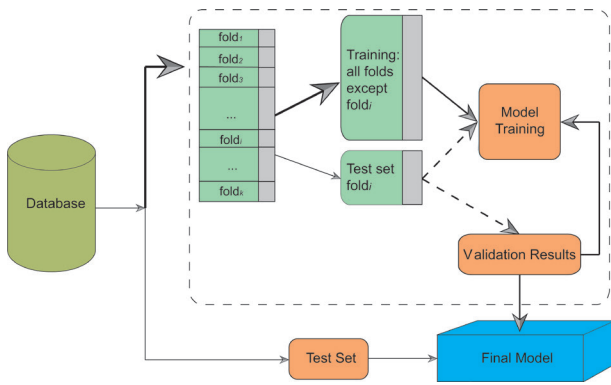 fold1
fold2
fold3
...
foldi
...
foldk
Training:
all folds
except
foldi
Test set
foldi
Model
Training
Database
Validation Results
Test Set
Final Model